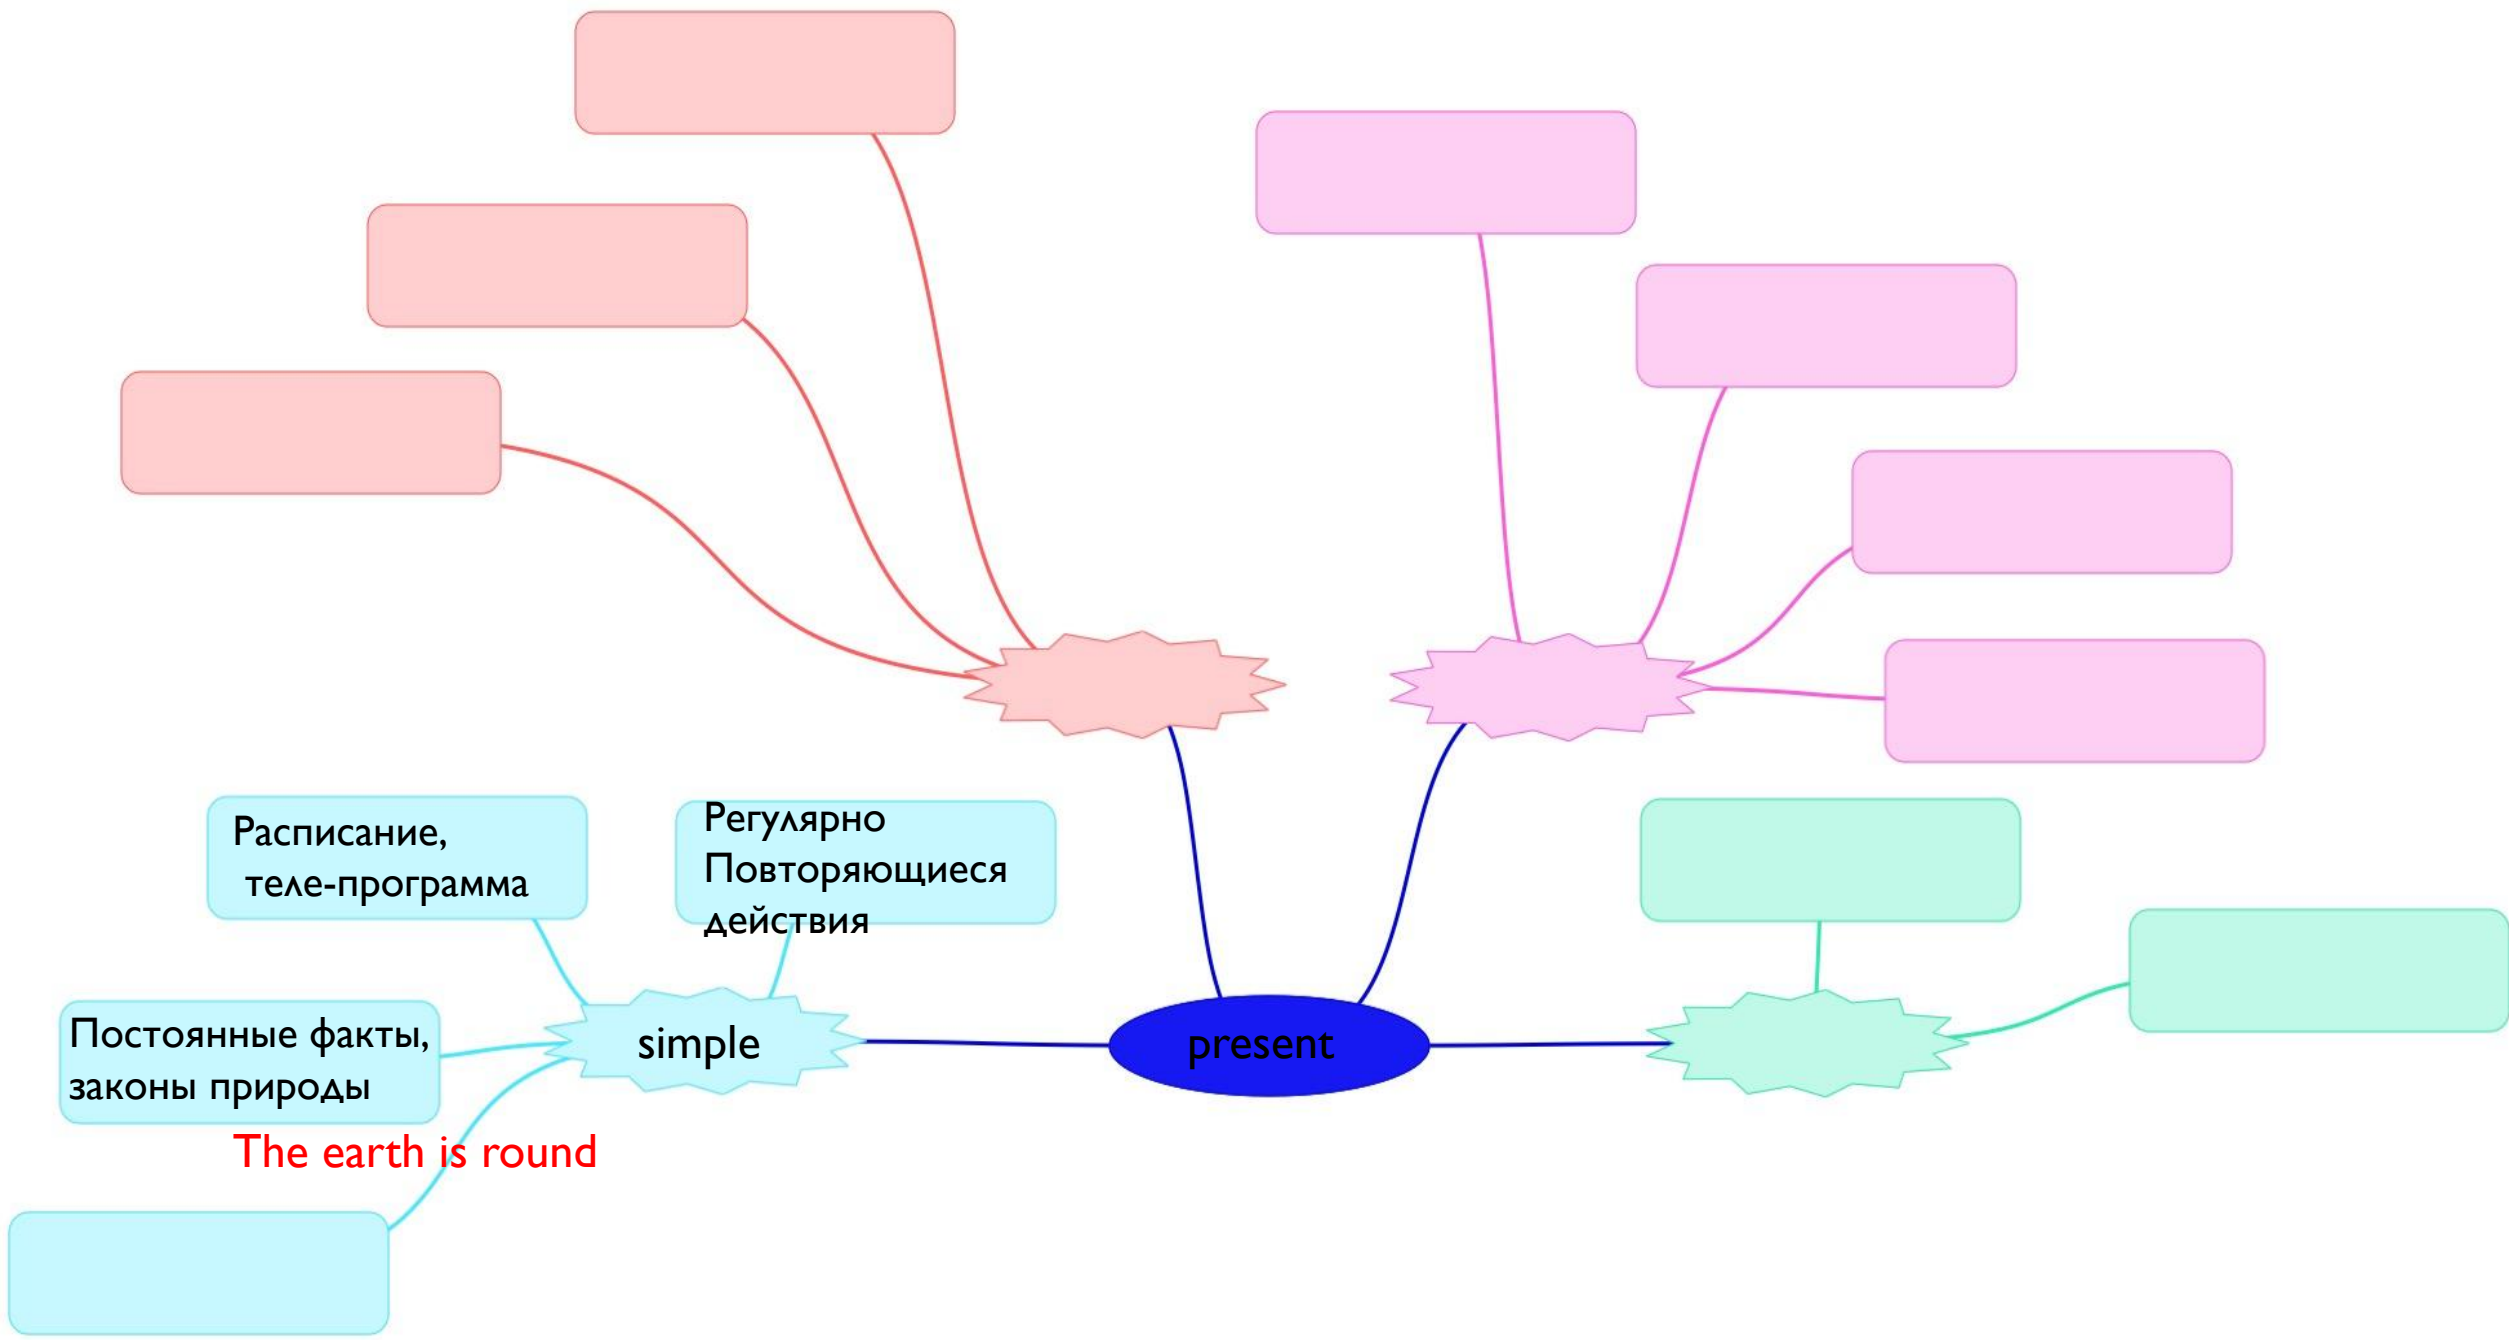 Расписание,
теле-программа
Регулярно
Повторяющиеся
действия
Постоянные факты,
законы природы
simple
present
The earth is round